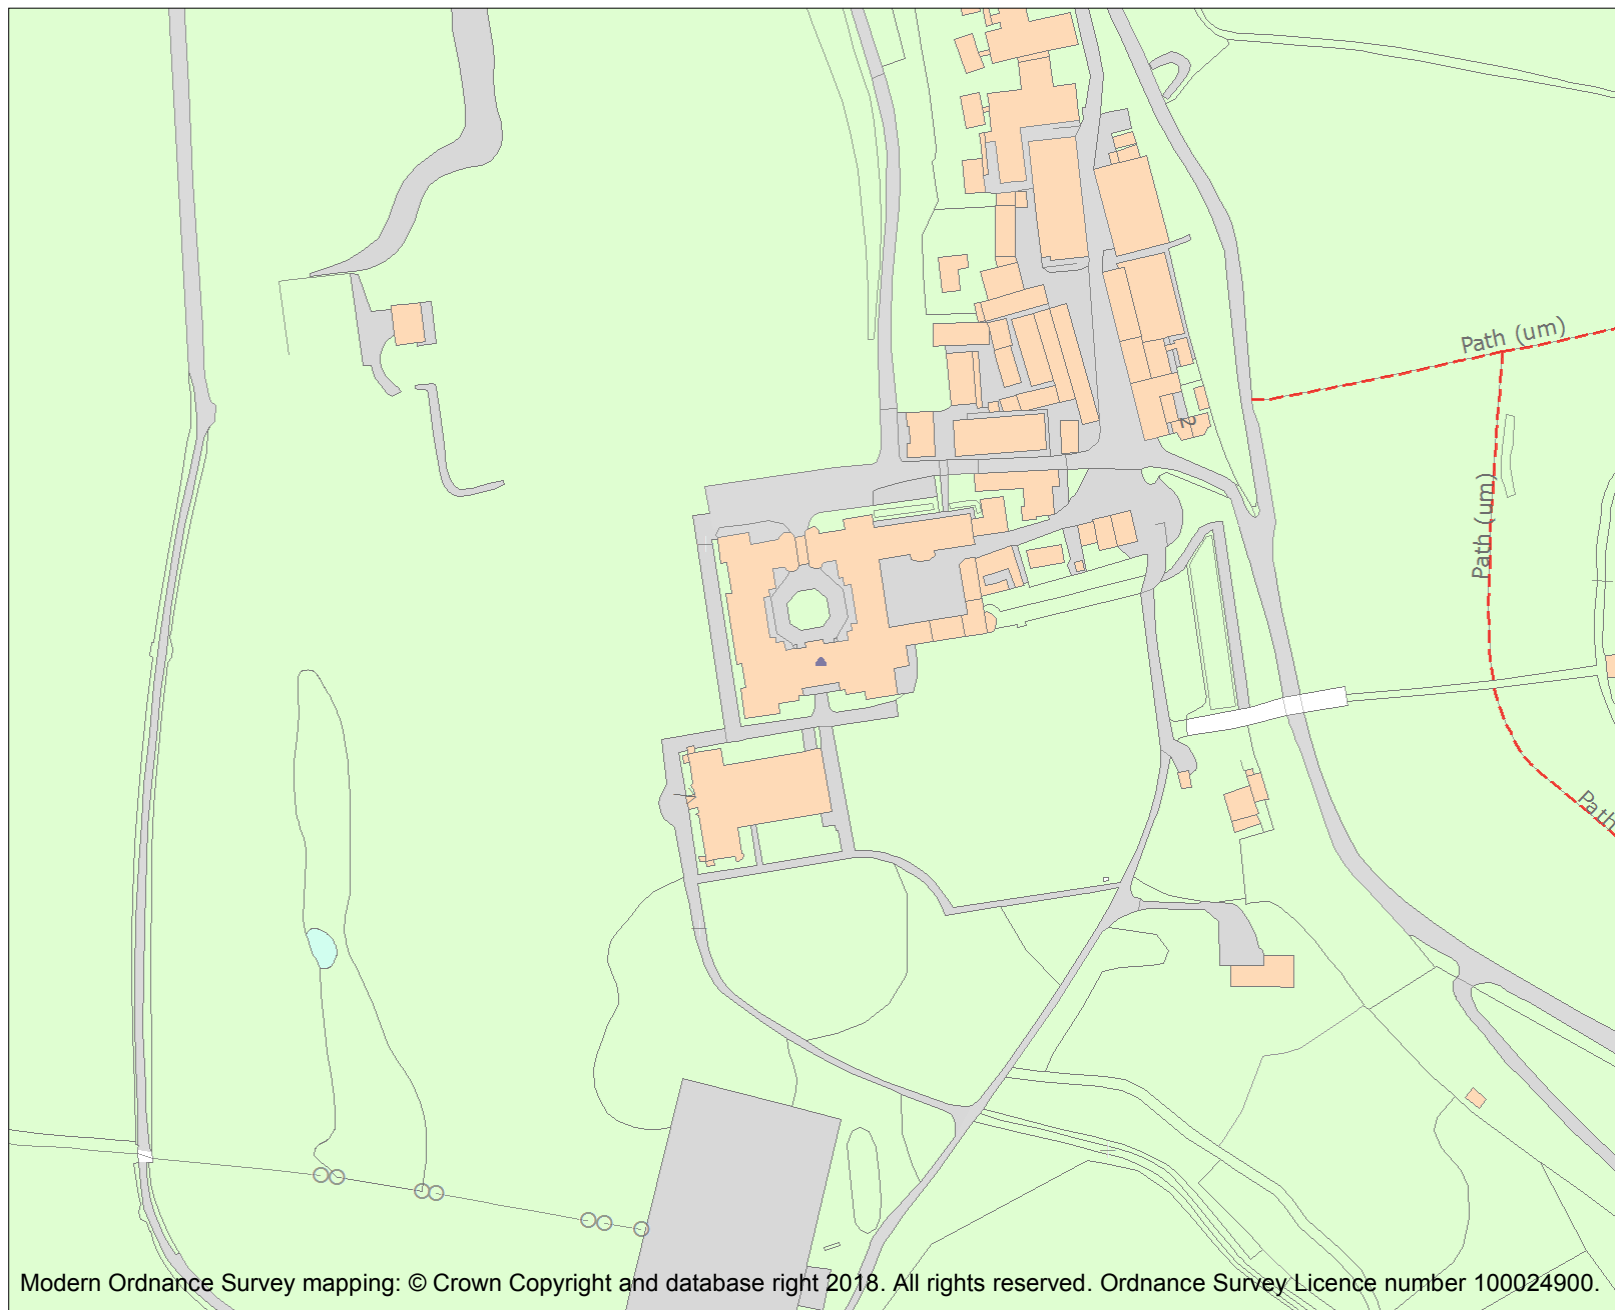 Path (um)
2
Path (um)
Path
Modern Ordnance Survey mapping: © Crown Copyright and database right 2018. All rights reserved. Ordnance Survey Licence number 100024900.